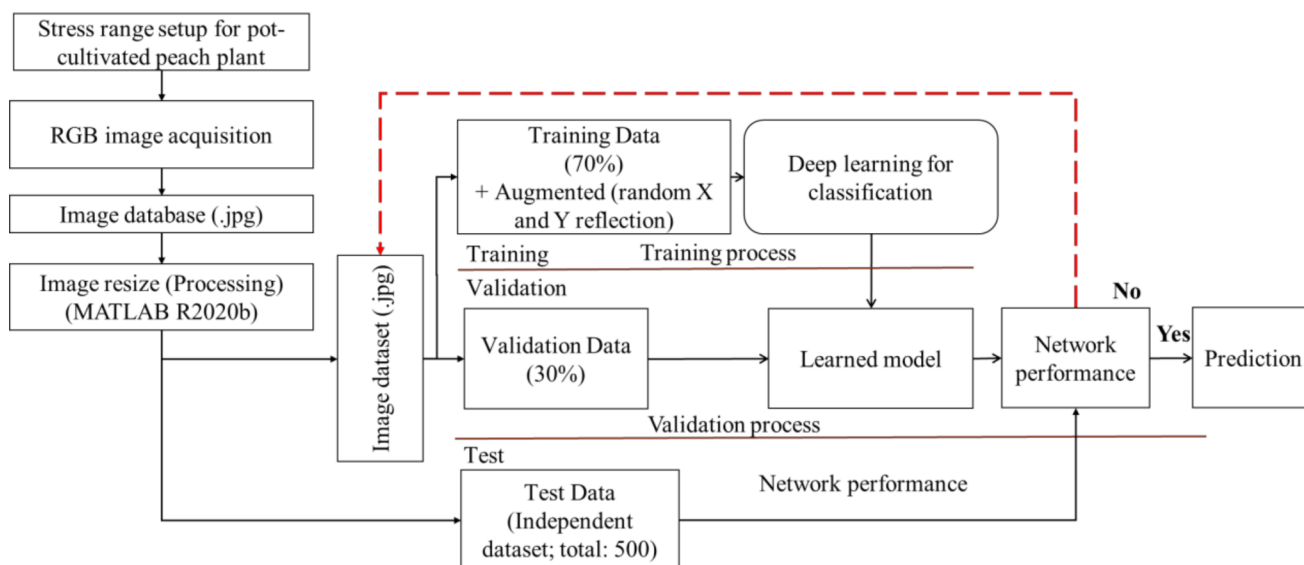 Stress range setup for pot-
cultivated peach plant
RGB image acquisition
Image database (.jpg)
Image resize (Processing)
(MATLAB R2020b)
Image dataset (.jpg)
Training Data
(70%)
+ Augmented (random X
and Y reflection)
Deep learning for
classification
Training
Training process
Validation
Validation Data
(30%)
Learned model
Network
performance
No
Yes
Prediction
Validation process
Test
Test Data
(Independent
dataset; total: 500)
Network performance